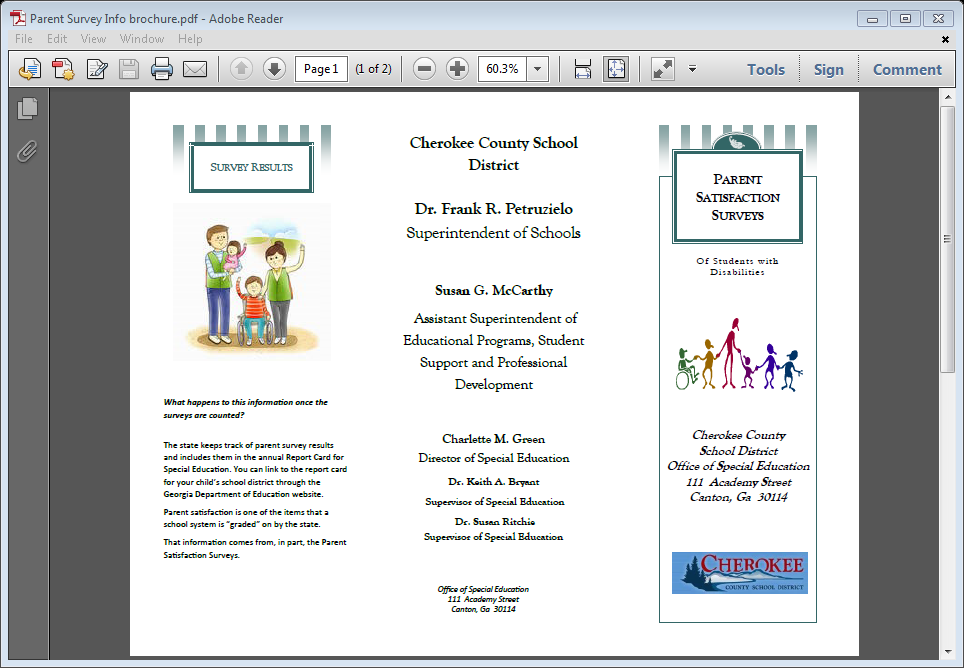 Parent Survey Info brochure.pdf - Adobe Reader
File Edit View Window Help
Page1 (1 of 2) 60.3% Tools Sign Comment
SURVEY RESULTS
What happens to this information once the
surveys are counted?
The state keeps track of parent survey results
and includes them in the annual Report Card for
Special Education. You can link to the report card
for your child's school district through the
Georgia Department of Education website.
Parent satisfaction is one of the items that a
school system is “graded” on by the state.
That information comes from, in part, the Parent
Satisfaction Surveys.
Cherokee County School
District
Dr. Frank R. Petruzielo
Superintendent of Schools
Susan G. McCarthy
Assistant Superintendent of
Educational Programs, Student
Support and Professional
Development
Charlette M. Green
Director of Special Education
Dr. Keith A. Bryant
Supervisor of Special Education
Dr. Susan Ritchie
Supervisor of Special Education
Office of Special Education
111 Academy Street
Canton, Ga 30114
PARENT
SATISFACTION
SURVEYS
Of Students with
Disabilities
Cherokee County
School District
Office of Special Education
111 Academy Street
Canton, Ga 30114
CHEROKEE
COUNTY SCHOOL DISTRICT